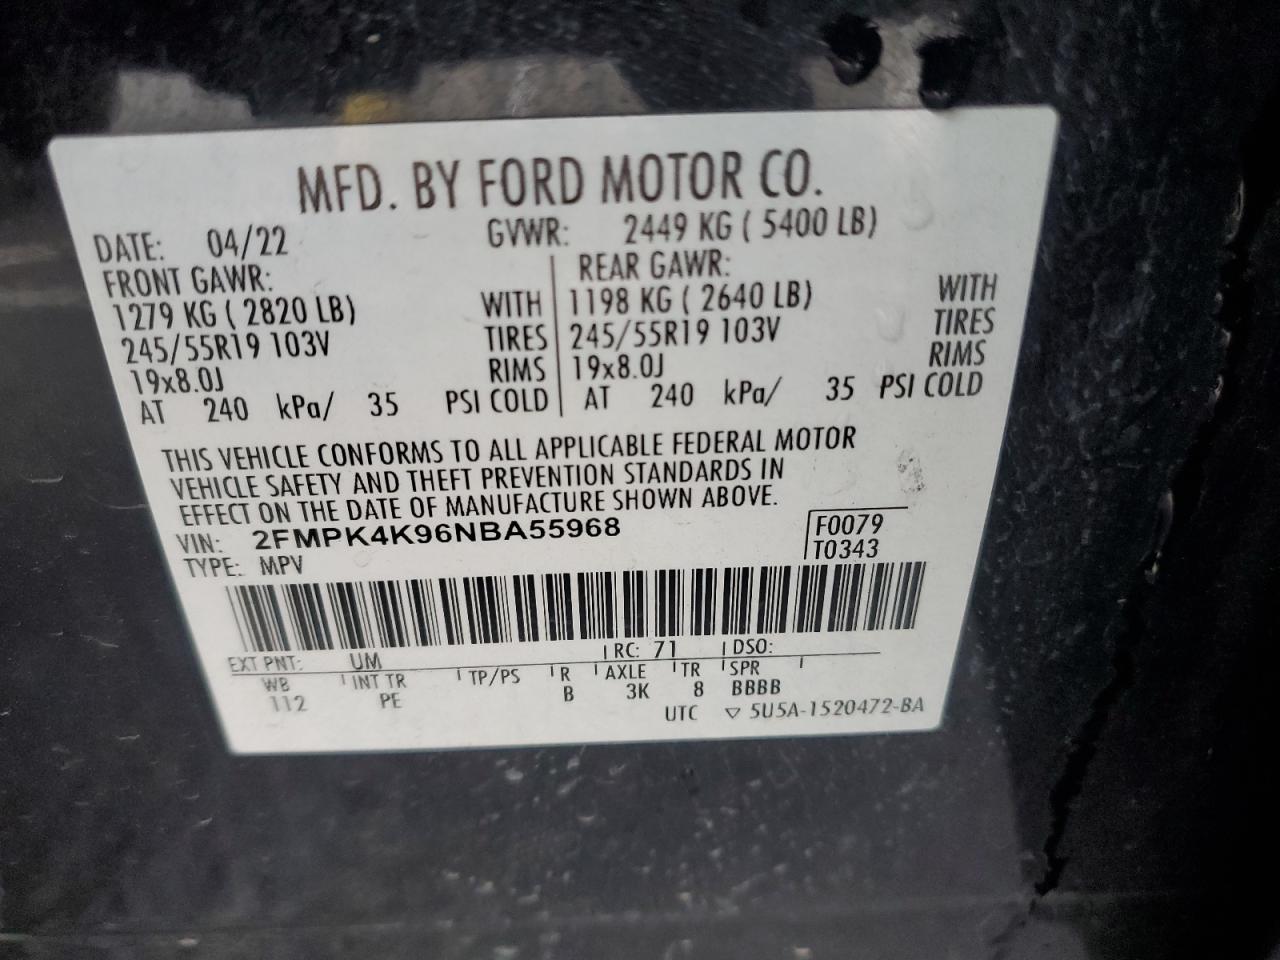 MFD. BY FORD MOTOR CO.
DATE: 04/22 GVWR: 2449 KG ( 5400 LB)
FRONT GAWR: REAR GAWR:
1279 KG ( 2820 LB) WITH 1198 KG ( 2640 LB) WITH
245/55R19 103V TIRES 245/55R19 103V TIRES
19x8.0J RIMS 19x8.0J RIMS
AT 240 kPa/ 35 PSI COLD AT 240 kPa/ 35 PSI COLD
THIS VEHICLE CONFORMS TO ALL APPLICABLE FEDERAL MOTOR
VEHICLE SAFETY AND THEFT PREVENTION STANDARDS IN
EFFECT ON THE DATE OF MANUFACTURE SHOWN ABOVE.
VIN: 2FMPK4K96NBA55968 F0079
TYPE: MPV T0343
EXT PNT: UM RC: 71 DSO:
WB INT TR TP/PS R AXLE TR SPR
112 PE B 3K 8 BBBB
UTC ▽ 5U5A-1520472-BA